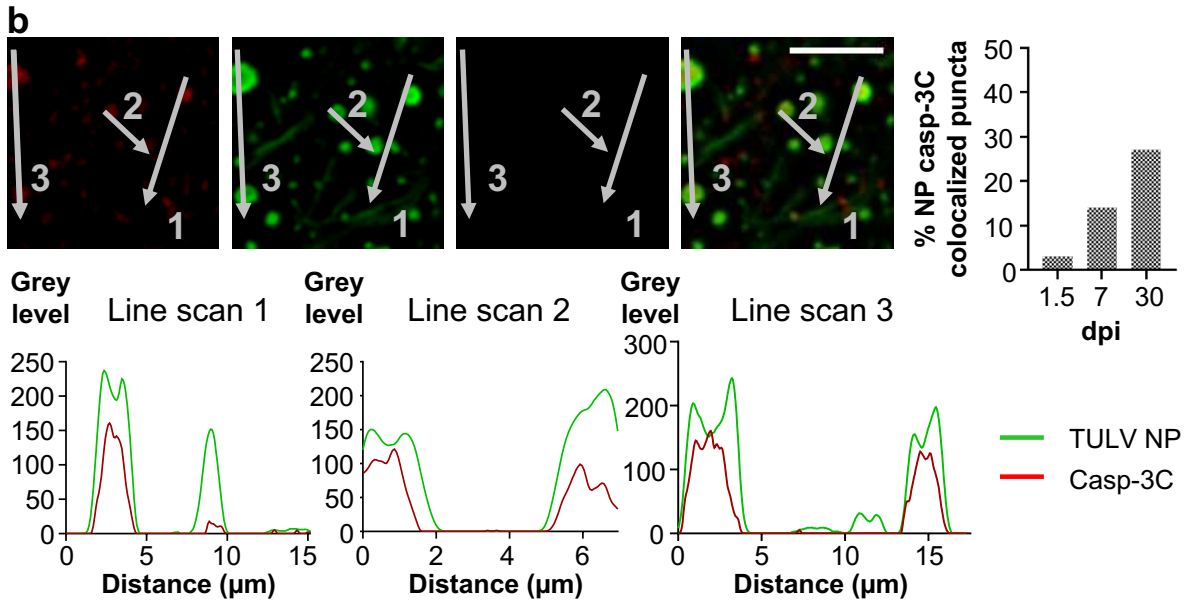 b
3 2 1
3 2 1
3 2 1
3 2 1
% NP casp-3C
colocalized puncta
50
40
30
20
10
0
1.5 7 30
dpi
Grey
level
Line scan 1
250
200
150
100
50
0
0 5 10 15
Distance (µm)
Grey
level
Line scan 2
250
200
150
100
50
0
0 2 4 6
Distance (µm)
Grey
level
Line scan 3
300
200
100
0
0 5 10 15
Distance (µm)
TULV NP
Casp-3C